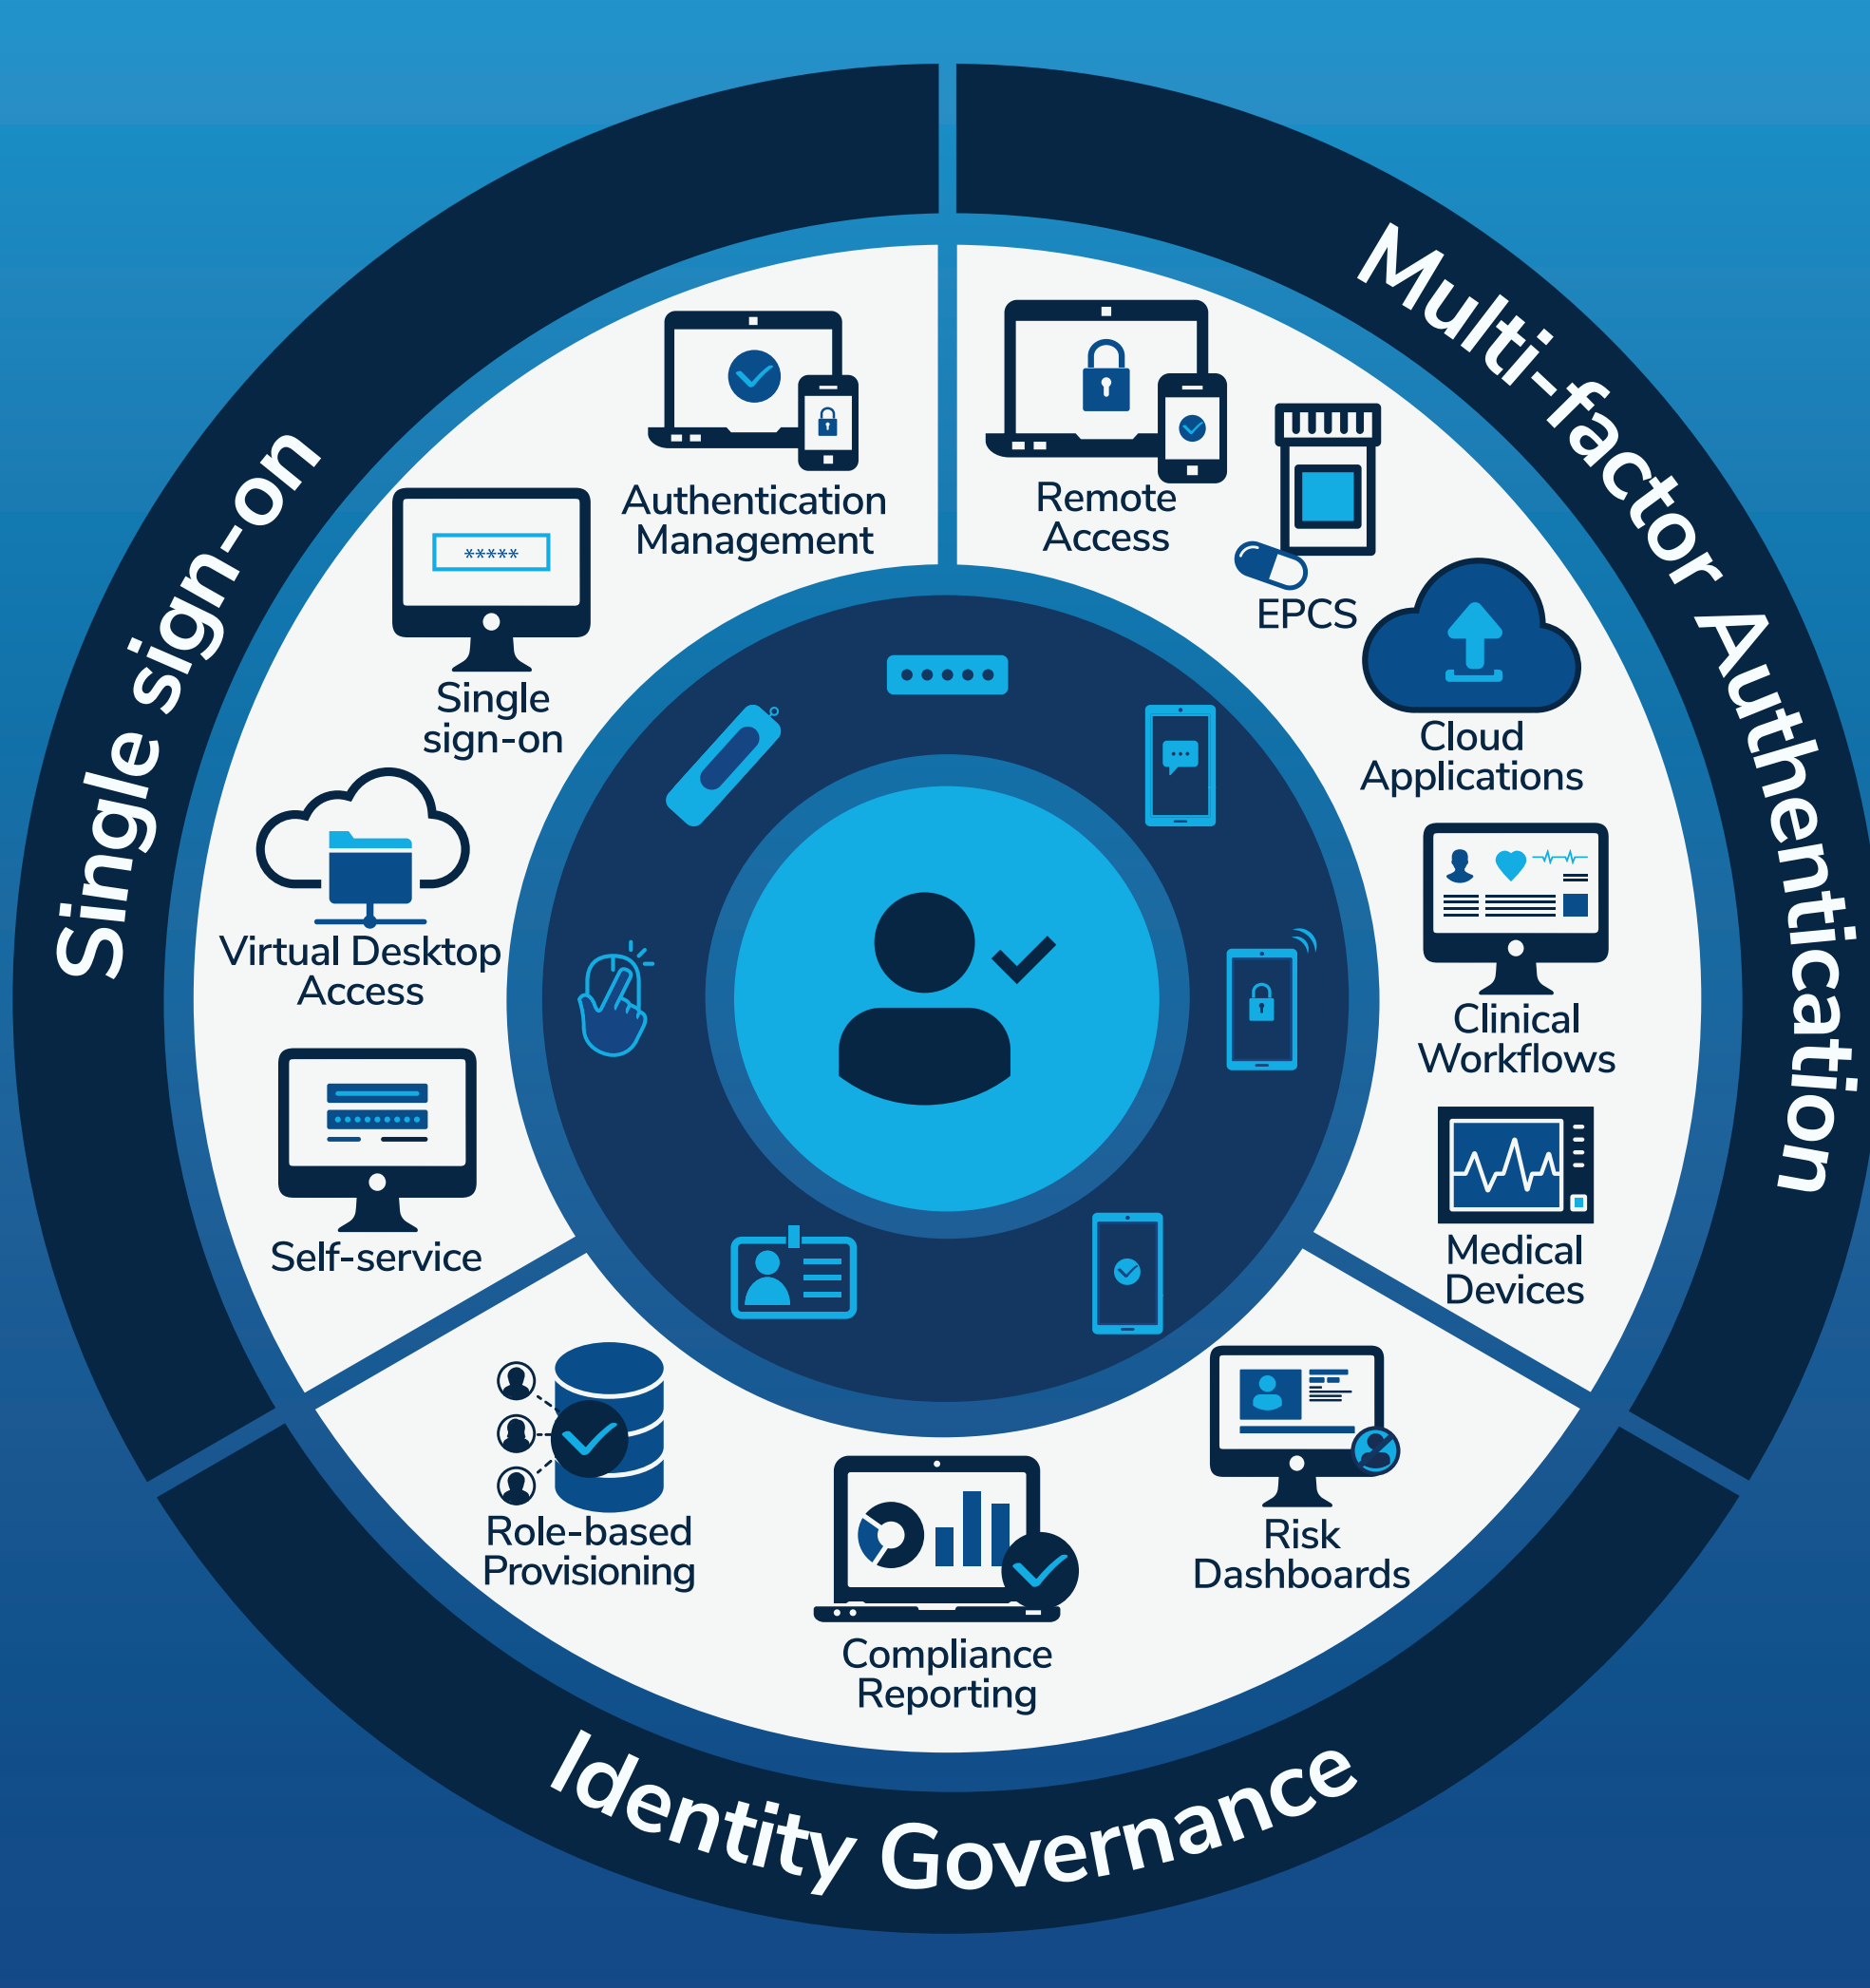 Single sign-on
Authentication
Management
Single
sign-on
Virtual Desktop
Access
Self-service
Multi-factor Authentication
Remote
Access
EPCS
Cloud
Applications
Clinical
Workflows
Medical
Devices
Identity Governance
Role-based
Provisioning
Compliance
Reporting
Risk
Dashboards
*****